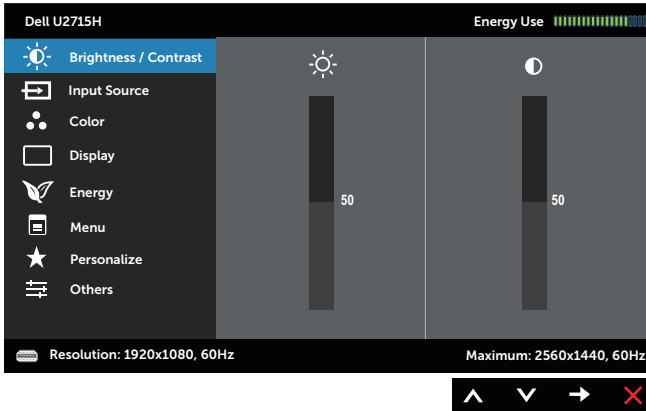 Dell U2715H
Energy Use
Brightness / Contrast
Input Source
Color
Display
Energy
Menu
Personalize
Others
50
50
Resolution: 1920x1080, 60Hz
Maximum: 2560x1440, 60Hz